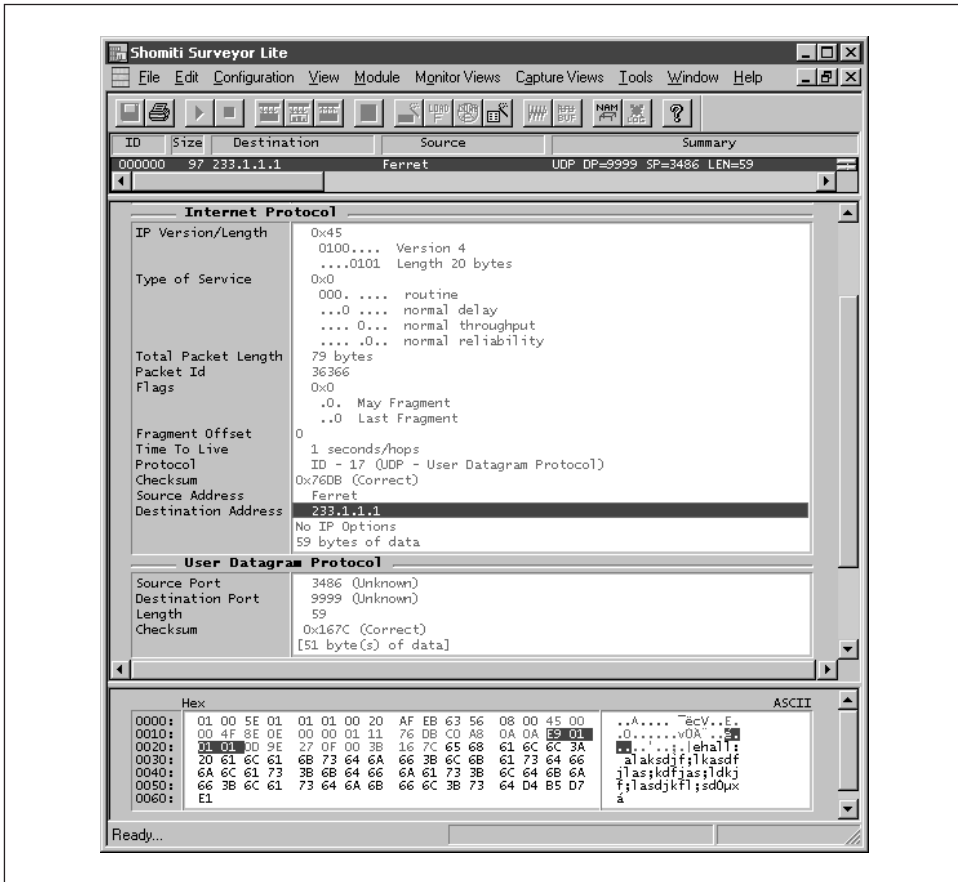 Shomiti Surveyor Lite
File Edit Configuration View Module Monitor Views Capture Views Tools Window Help
ID Size Destination Source Summary
000000 97 233.1.1.1 Ferret UDP DP=9999 SP=3486 LEN=59
Internet Protocol
IP Version/Length 0x45
0100.... Version 4
....0101 Length 20 bytes
Type of Service 0x0
000. .... routine
...0 .... normal delay
.... 0... normal throughput
.... .0.. normal reliability
Total Packet Length 79 bytes
Packet Id 36366
Flags 0x0
.0. May Fragment
..0 Last Fragment
Fragment Offset 0
Time To Live 1 seconds/hops
Protocol ID - 17 (UDP - User Datagram Protocol)
Checksum 0x76DB (Correct)
Source Address Ferret
Destination Address 233.1.1.1
No IP Options
59 bytes of data
User Datagram Protocol
Source Port 3486 (Unknown)
Destination Port 9999 (Unknown)
Length 59
Checksum 0x167C (Correct)
[51 byte(s) of data]
Hex ASCII
0000: 01 00 5E 01 01 01 00 20 AF EB 63 56 08 00 45 00 ..^.... ¯ëcV..E.
0010: 00 4F 8E 0E 00 00 01 11 76 DB C0 A8 0A 0A E9 01 .O......vÛÀ¨..é.
0020: 01 01 0D 9E 27 0F 00 3B 16 7C 65 68 61 6C 6C 3A ....'..;.|ehall:
0030: 20 61 6C 61 6B 73 64 6A 66 3B 6C 6B 61 73 64 66 alaksdjf;lkasdf
0040: 6A 6C 61 73 3B 6B 64 66 6A 61 73 3B 6C 64 6B 6A jlas;kdfjas;ldkj
0050: 66 3B 6C 61 73 64 6A 6B 66 6C 3B 73 64 D4 B5 D7 f;lasdjkfl;sdÔµx
0060: E1 á
Ready...